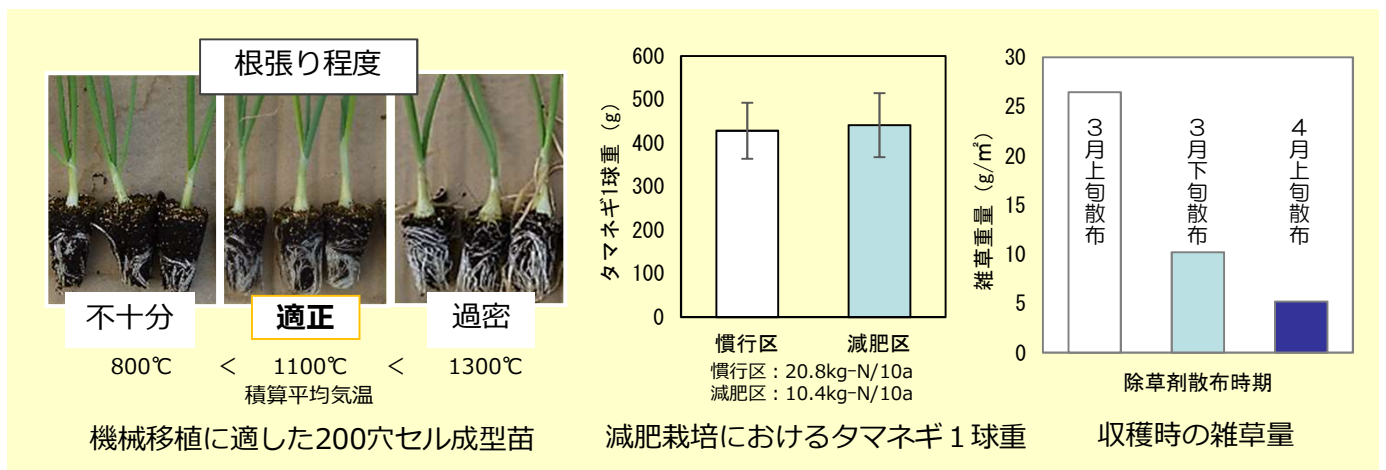 根張り程度
不十分
適正
過密
800℃ < 1100℃ < 1300℃
積算平均気温
機械移植に適した200穴セル成型苗
タマネギ1球重 (g)
600
500
400
300
200
100
0
慣行区 減肥区
慣行区：20.8kg-N/10a
減肥区：10.4kg-N/10a
減肥栽培におけるタマネギ１球重
雑草重量 (g/㎡)
30
25
20
15
10
5
0
３月上旬散布
３月下旬散布
４月上旬散布
除草剤散布時期
収穫時の雑草量